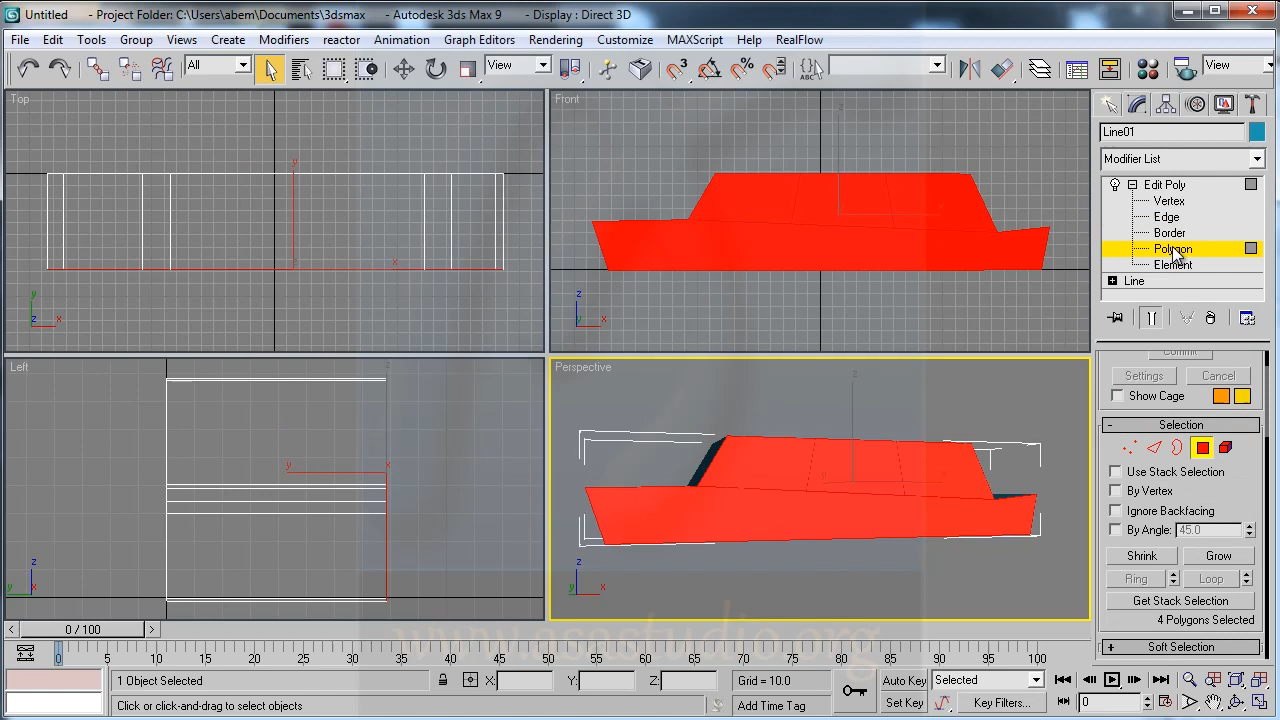 Untitled - Project Folder: C:\Users\abem\Documents\3dsmax - Autodesk 3ds Max 9 - Display : Direct 3D
File Edit Tools Group Views Create Modifiers reactor Animation Graph Editors Rendering Customize MAXScript Help RealFlow
All View 3 % ABC View
Top
Front
Line01
Modifier List
Edit Poly
Vertex
Edge
Border
Polygon
Element
Line
Left
Perspective
Commit
Settings Cancel
Show Cage
- Selection
Use Stack Selection
By Vertex
Ignore Backfacing
By Angle: 45.0
Shrink Grow
Ring Loop
Get Stack Selection
4 Polygons Selected
+ Soft Selection
www.asastudio.org
< 0 / 100 >
0 5 10 15 20 25 30 35 40 45 50 55 60 65 70 75 80 85 90 95 100
1 Object Selected X: Y: Z: Grid = 10.0 Auto Key Selected
Click or click-and-drag to select objects Add Time Tag Set Key Key Filters... 0